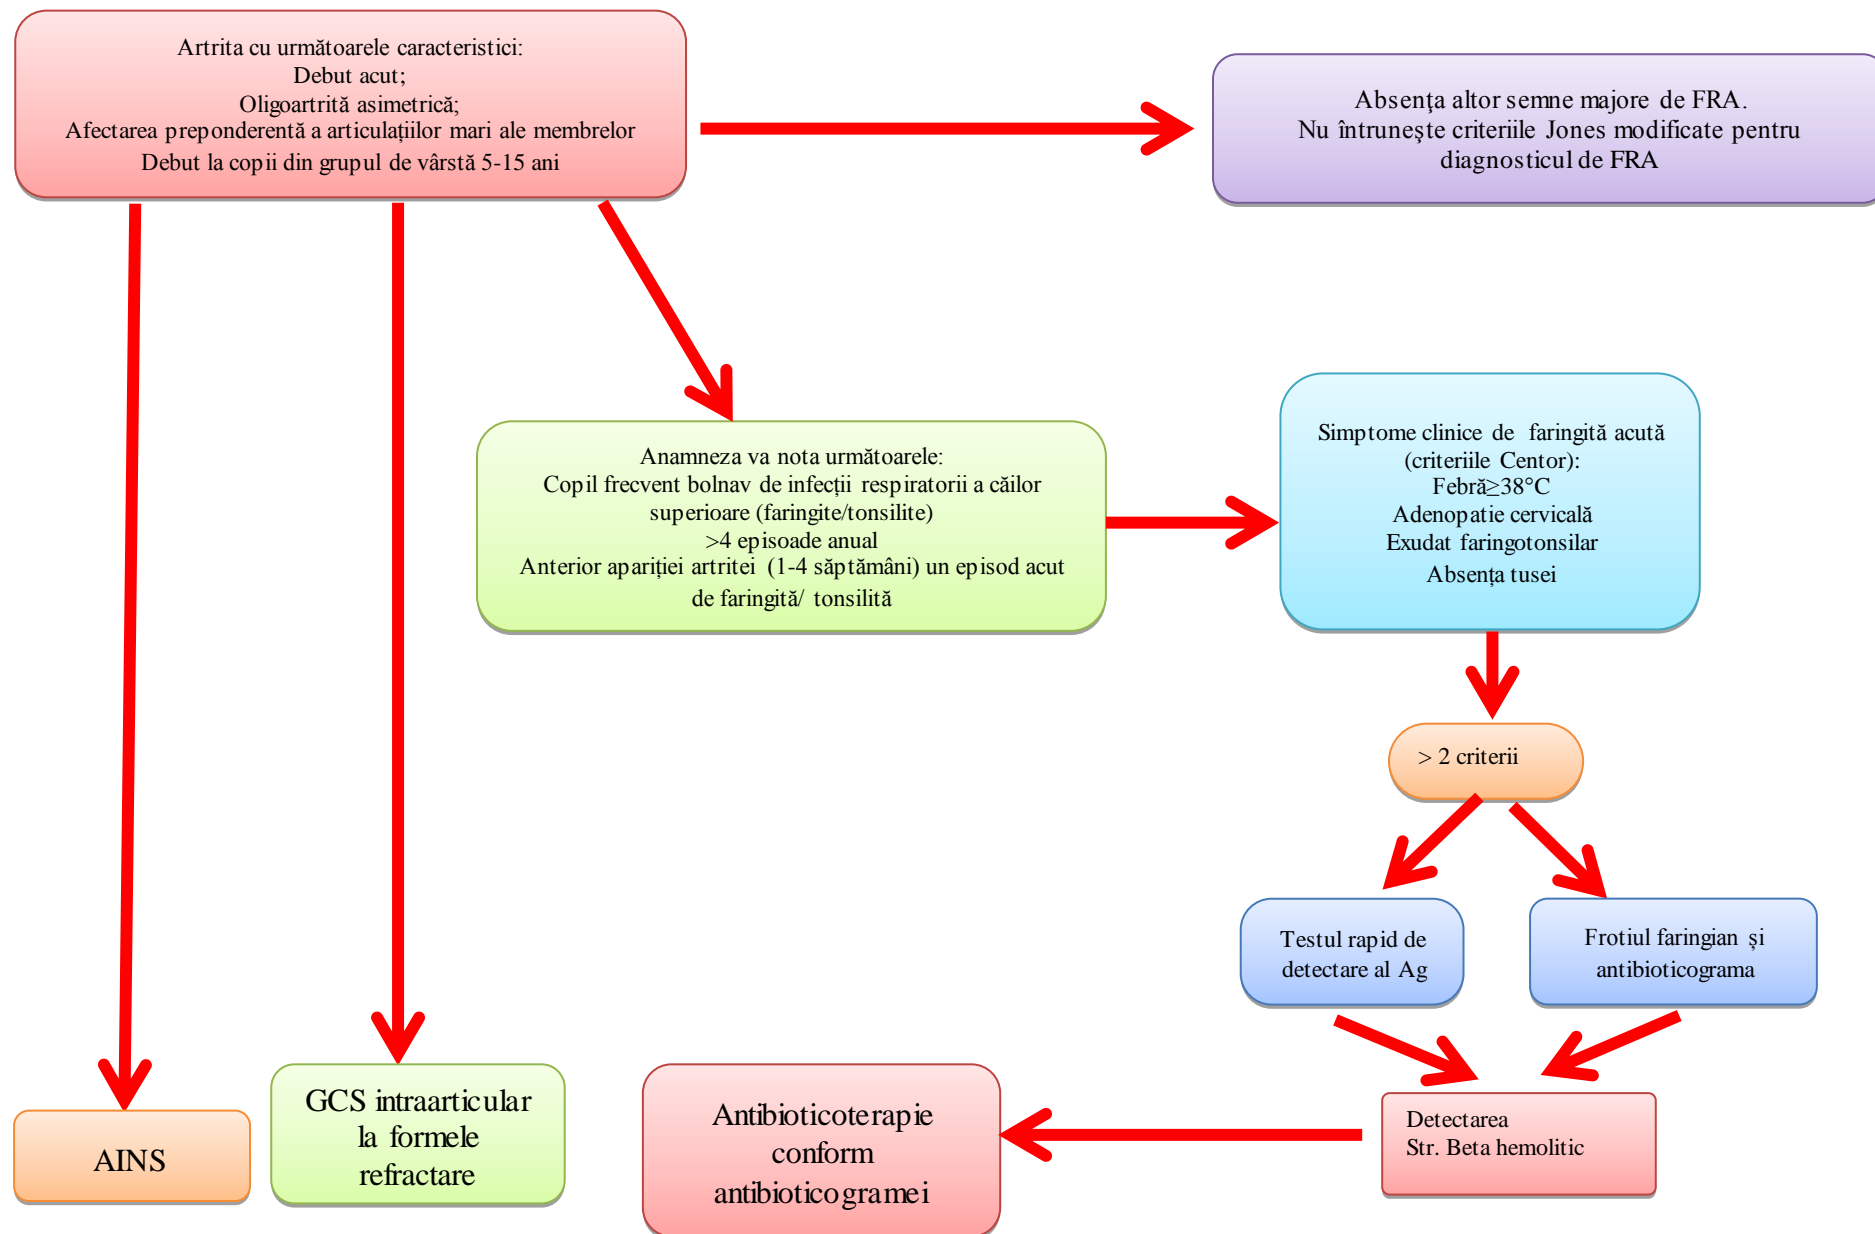 Artrita cu următoarele caracteristici:
Debut acut;
Oligoartrită asimetrică;
Afectarea preponderentă a articulațiilor mari ale membrelor
Debut la copii din grupul de vârstă 5-15 ani
Absența altor semne majore de FRA.
Nu întrunește criteriile Jones modificate pentru
diagnosticul de FRA
Anamneza va nota următoarele:
Copil frecvent bolnav de infecții respiratorii a căilor
superioare (faringite/tonsilite)
>4 episoade anual
Anterior apariției artritei (1-4 săptămâni) un episod acut
de faringită/ tonsilită
Simptome clinice de faringită acută
(criteriile Centor):
Febră≥38°C
Adenopatie cervicală
Exudat faringotonsilar
Absența tusei
> 2 criterii
Testul rapid de
detectare al Ag
Frotiul faringian și
antibioticograma
Detectarea
Str. Beta hemolitic
Antibioticoterapie
conform
antibioticogramei
GCS intraarticular
la formele
refractare
AINS